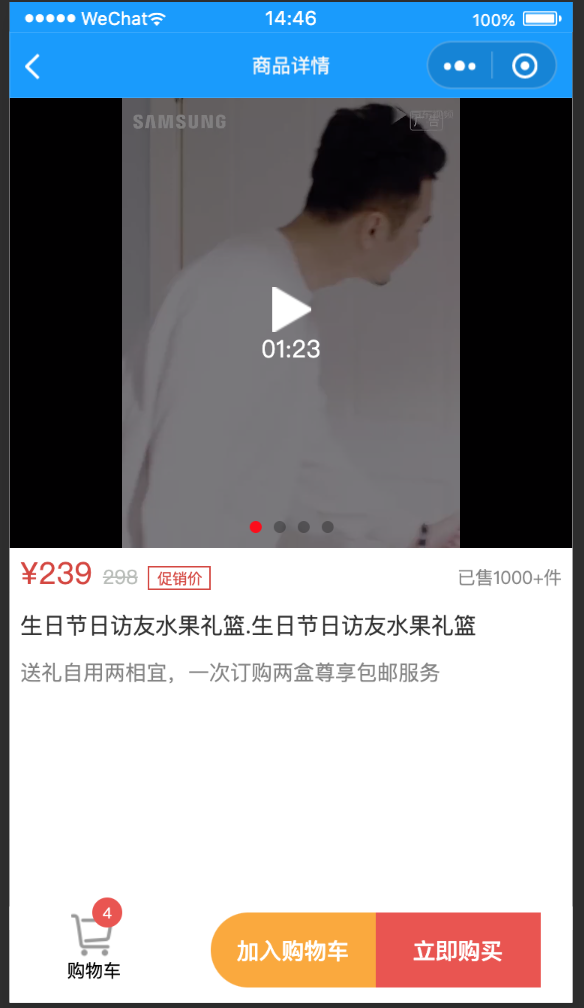 WeChat 14:46 100%
商品详情
SAMSUNG
广告
01:23
¥239 298 促销价 已售1000+件
生日节日访友水果礼篮.生日节日访友水果礼篮
送礼自用两相宜，一次订购两盒尊享包邮服务
4
购物车 加入购物车 立即购买